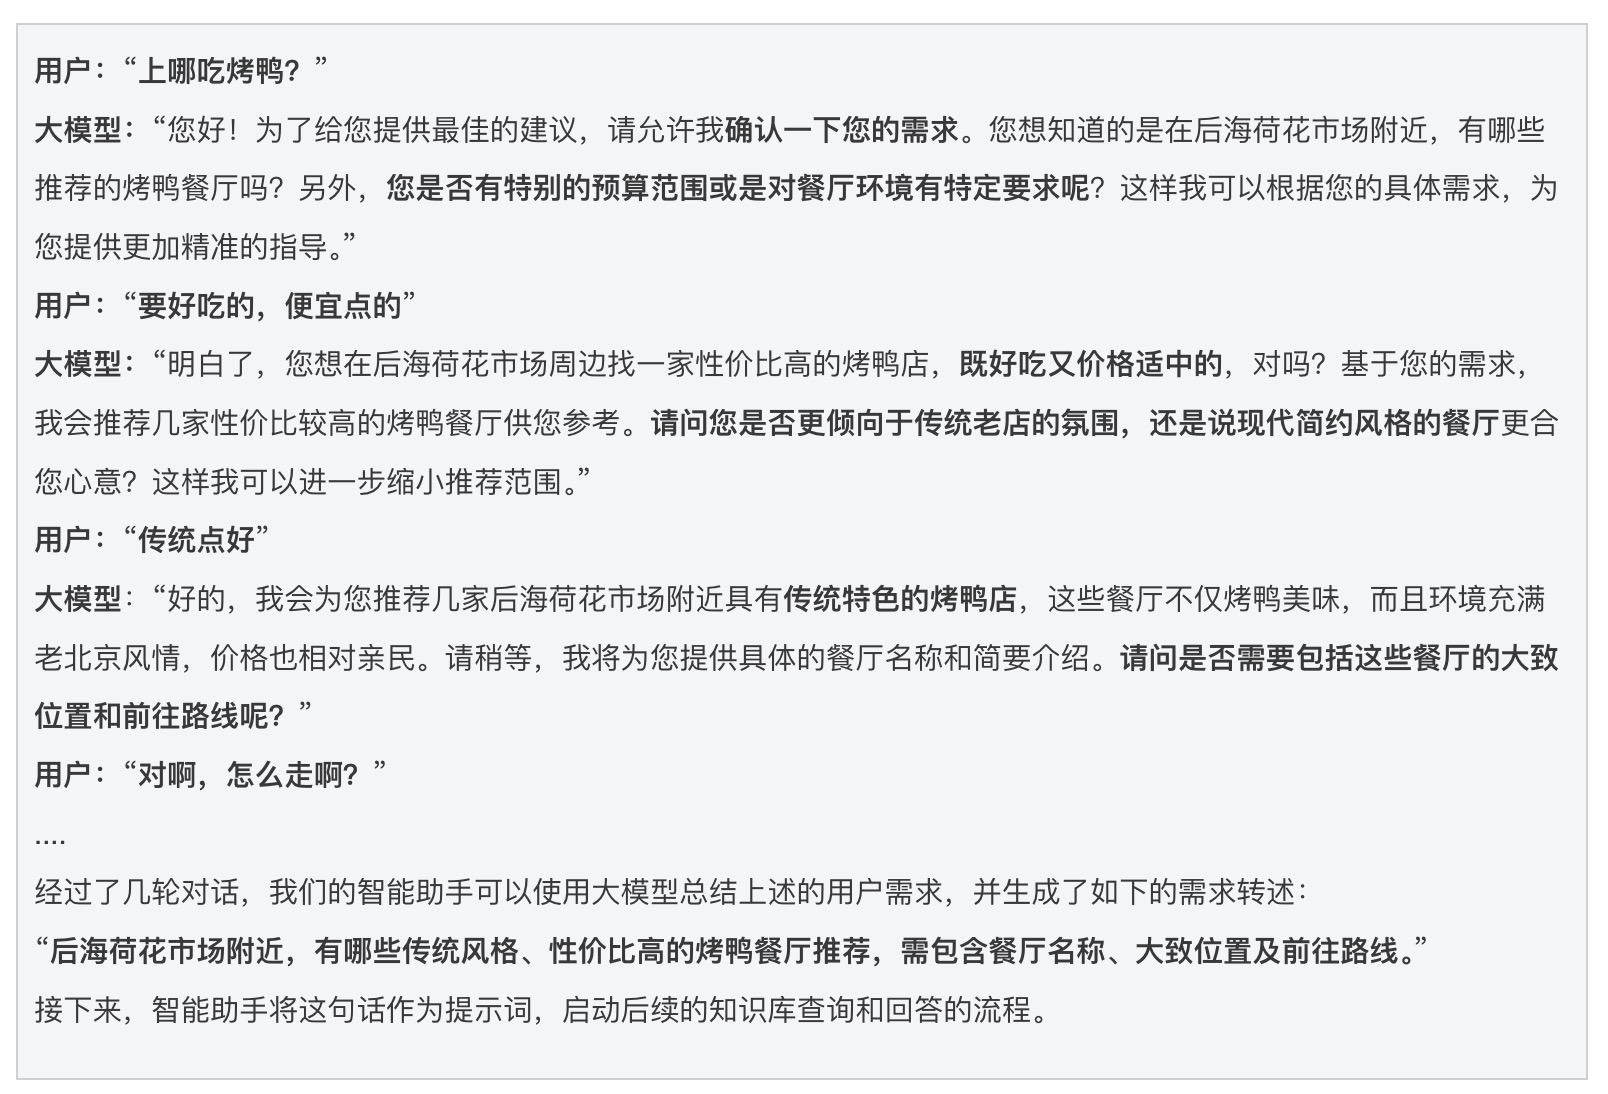 用户：“上哪吃烤鸭？”
大模型：“您好！为了给您提供最佳的建议，请允许我确认一下您的需求。您想知道的是在后海荷花市场附近，有哪些
推荐的烤鸭餐厅吗？另外，您是否有特别的预算范围或是对餐厅环境有特定要求呢？这样我可以根据您的具体需求，为
您提供更加精准的指导。”
用户：“要好吃的，便宜点的”
大模型：“明白了，您想在后海荷花市场周边找一家性价比高的烤鸭店，既好吃又价格适中的，对吗？基于您的需求，
我会推荐几家性价比较高的烤鸭餐厅供您参考。请问您是否更倾向于传统老店的氛围，还是说现代简约风格的餐厅更合
您心意？这样我可以进一步缩小推荐范围。”
用户：“传统点好”
大模型：“好的，我会为您推荐几家后海荷花市场附近具有传统特色的烤鸭店，这些餐厅不仅烤鸭美味，而且环境充满
老北京风情，价格也相对亲民。请稍等，我将为您提供具体的餐厅名称和简要介绍。请问是否需要包括这些餐厅的大致
位置和前往路线呢？”
用户：“对啊，怎么走啊？”
....
经过了几轮对话，我们的智能助手可以使用大模型总结上述的用户需求，并生成了如下的需求转述：
“后海荷花市场附近，有哪些传统风格、性价比高的烤鸭餐厅推荐，需包含餐厅名称、大致位置及前往路线。”
接下来，智能助手将这句话作为提示词，启动后续的知识库查询和回答的流程。